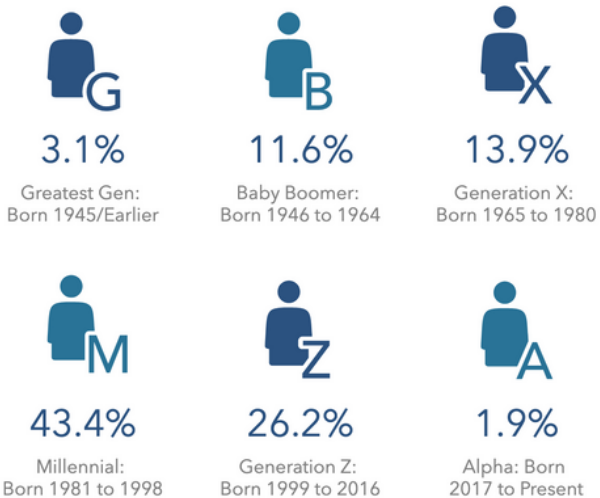 G
B
X
3.1%
11.6%
13.9%
Greatest Gen:
Born 1945/Earlier
Baby Boomer:
Born 1946 to 1964
Generation X:
Born 1965 to 1980
M
Z
A
43.4%
26.2%
1.9%
Millennial:
Born 1981 to 1998
Generation Z:
Born 1999 to 2016
Alpha: Born
2017 to Present